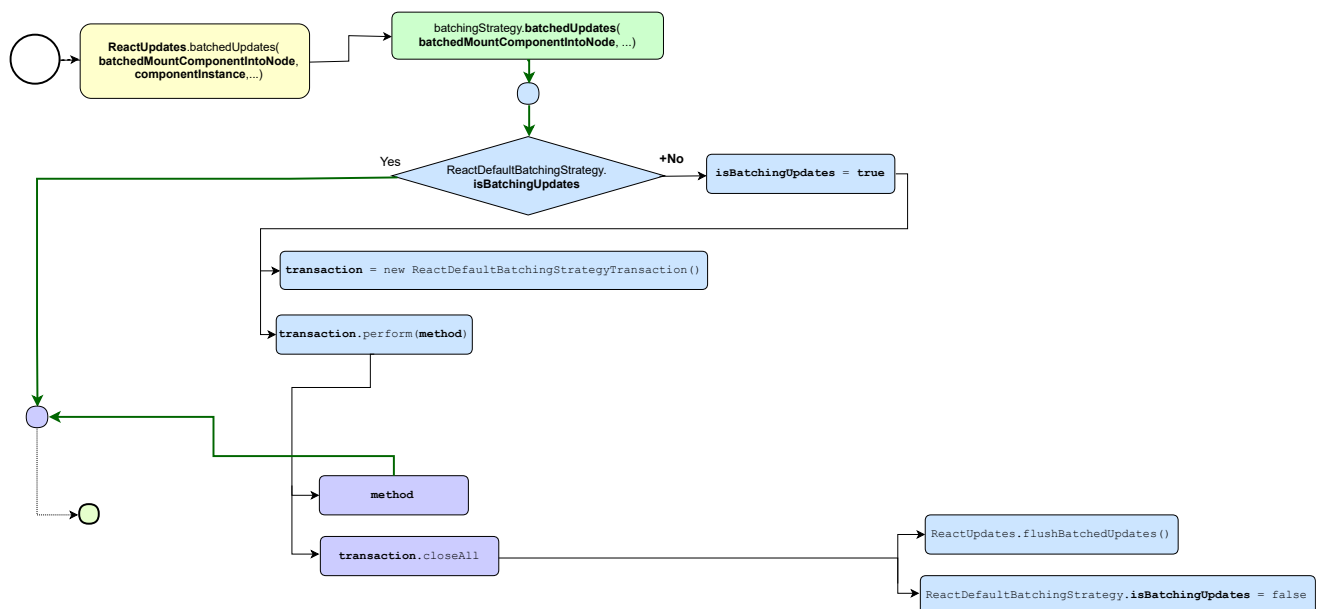 ReactUpdates.batchedUpdates(
batchedMountComponentIntoNode,
componentInstance,...)
batchingStrategy.batchedUpdates(
batchedMountComponentIntoNode, ...)
Yes
ReactDefaultBatchingStrategy.
isBatchingUpdates
+No
isBatchingUpdates = true
transaction = new ReactDefaultBatchingStrategyTransaction()
transaction.perform(method)
method
transaction.closeAll
ReactUpdates.flushBatchedUpdates()
ReactDefaultBatchingStrategy.isBatchingUpdates = false